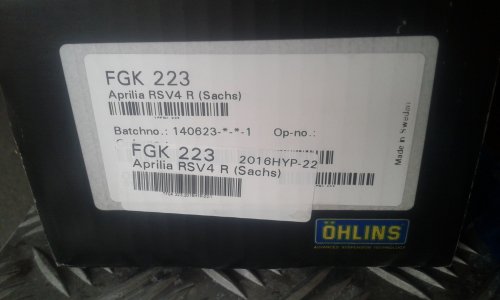 FGK 223
Aprilia RSV4 R (Sachs)
Batchno.: 140623-*-*-1 Op-no.:
FGK 223 2016HYP-22
Aprilia RSV4 R (Sachs)
Made in Sweden
ÖHLINS
ADVANCED SUSPENSION TECHNOLOGY